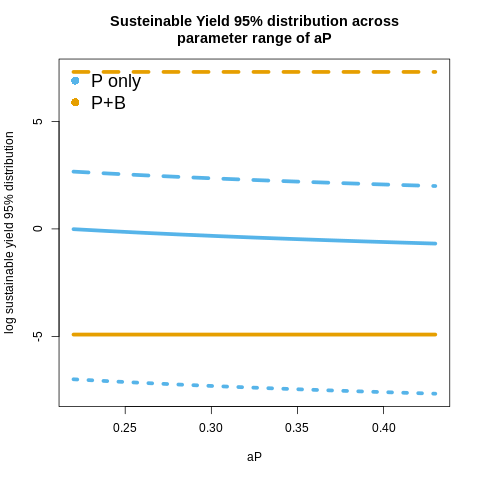 Susteinable Yield 95% distribution across
parameter range of aP
P only
P+B
log sustainable yield 95% distribution
5
0
-5
0.25 0.30 0.35 0.40
aP